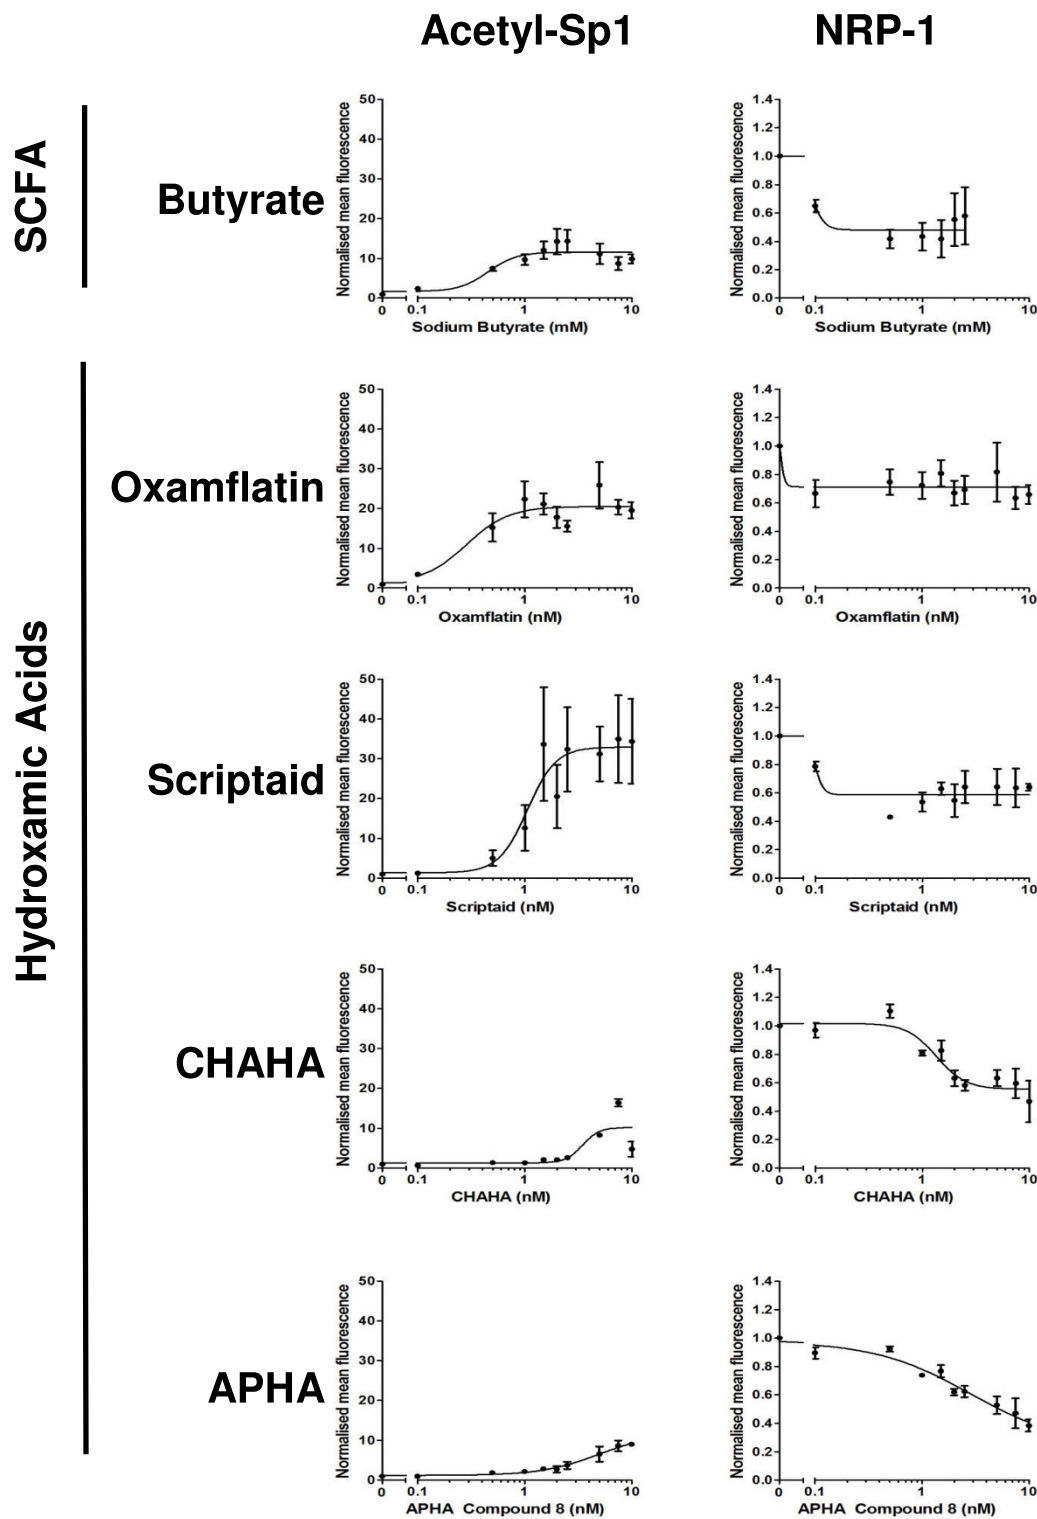 Acetyl-Sp1 NRP-1
SCFA
Butyrate
Normalised mean fluorescence
50
40
30
20
10
0
0 0.1 1 10
Sodium Butyrate (mM)
Normalised mean fluorescence
1.4
1.2
1.0
0.8
0.6
0.4
0.2
0.0
0 0.1 1 10
Sodium Butyrate (mM)
Hydroxamic Acids
Oxamflatin
Normalised mean fluorescence
50
40
30
20
10
0
0 0.1 1 10
Oxamflatin (nM)
Normalised mean fluorescence
1.4
1.2
1.0
0.8
0.6
0.4
0.2
0.0
0 0.1 1 10
Oxamflatin (nM)
Scriptaid
Normalised mean fluorescence
50
40
30
20
10
0
0 0.1 1 10
Scriptaid (nM)
Normalised mean fluorescence
1.4
1.2
1.0
0.8
0.6
0.4
0.2
0.0
0 0.1 1 10
Scriptaid (nM)
CHAHA
Normalised mean fluorescence
50
40
30
20
10
0
0 0.1 1 10
CHAHA (nM)
Normalised mean fluorescence
1.4
1.2
1.0
0.8
0.6
0.4
0.2
0.0
0 0.1 1 10
CHAHA (nM)
APHA
Normalised mean fluorescence
50
40
30
20
10
0
0 0.1 1 10
APHA Compound 8 (nM)
Normalised mean fluorescence
1.4
1.2
1.0
0.8
0.6
0.4
0.2
0.0
0 0.1 1 10
APHA Compound 8 (nM)